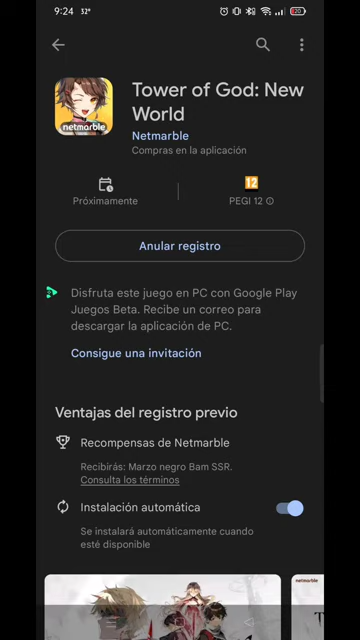 9:24 32°
20
Tower of God: New
World
netmarble
Netmarble
Compras en la aplicación
12
Próximamente
PEGI 12
Anular registro
Disfruta este juego en PC con Google Play
Juegos Beta. Recibe un correo para
descargar la aplicación de PC.
Consigue una invitación
Ventajas del registro previo
Recompensas de Netmarble
Recibirás: Marzo negro Bam SSR.
Consulta los términos
Instalación automática
Se instalará automáticamente cuando
esté disponible
netmarble